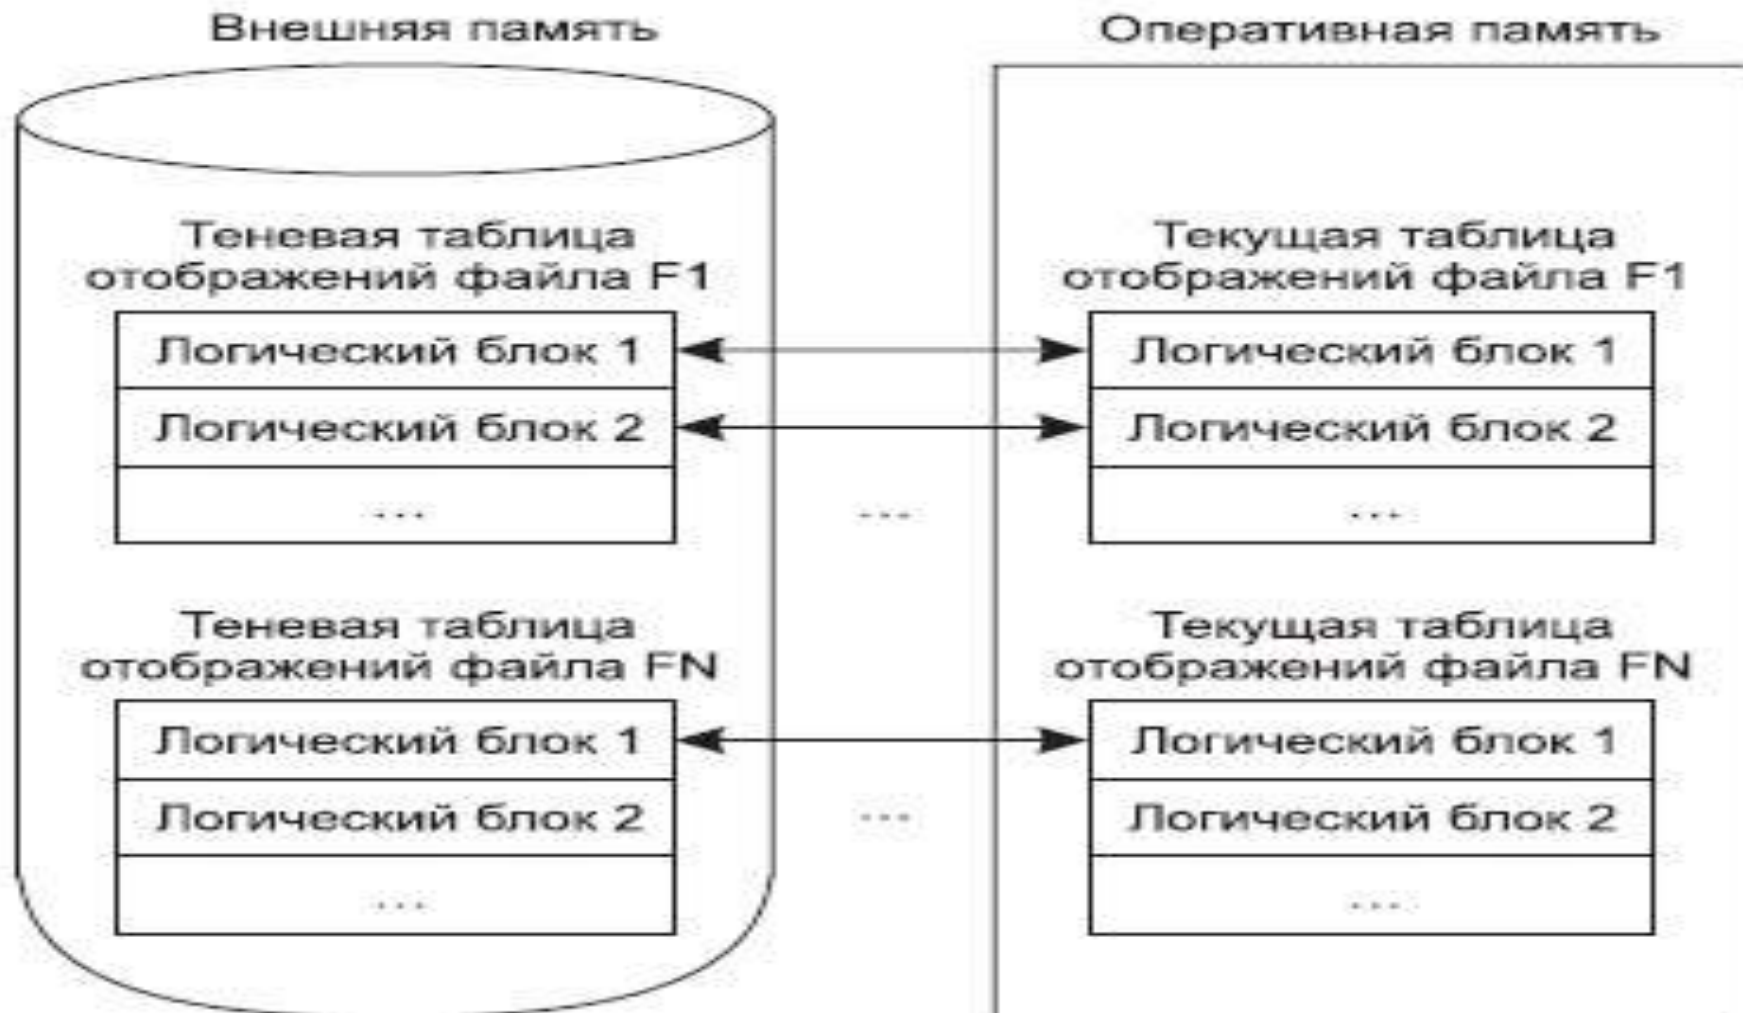 Внешняя память
Оперативная память
Теневая таблица
отображений файла F1
Логический блок 1
Логический блок 2
...
...
Текущая таблица
отображений файла F1
Логический блок 1
Логический блок 2
...
Теневая таблица
отображений файла FN
Логический блок 1
Логический блок 2
...
...
Текущая таблица
отображений файла FN
Логический блок 1
Логический блок 2
...